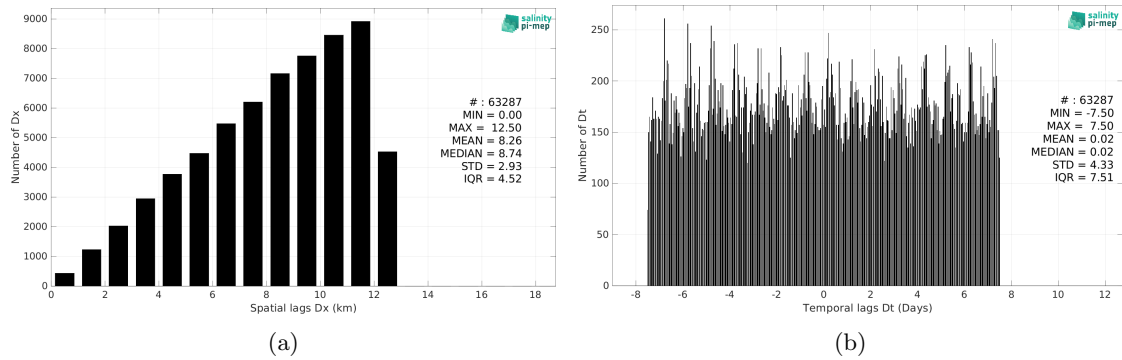 salinity
pi-mep
9000
8000
7000
6000
5000
4000
3000
2000
1000
0
Number of Dx
# : 63287
MIN = 0.00
MAX = 12.50
MEAN = 8.26
MEDIAN = 8.74
STD = 2.93
IQR = 4.52
0 2 4 6 8 10 12 14 16 18
Spatial lags Dx (km)
(a)
salinity
pi-mep
250
200
150
100
50
0
Number of Dt
# : 63287
MIN = -7.50
MAX = 7.50
MEAN = 0.02
MEDIAN = 0.02
STD = 4.33
IQR = 7.51
-8 -6 -4 -2 0 2 4 6 8 10 12
Temporal lags Dt (Days)
(b)